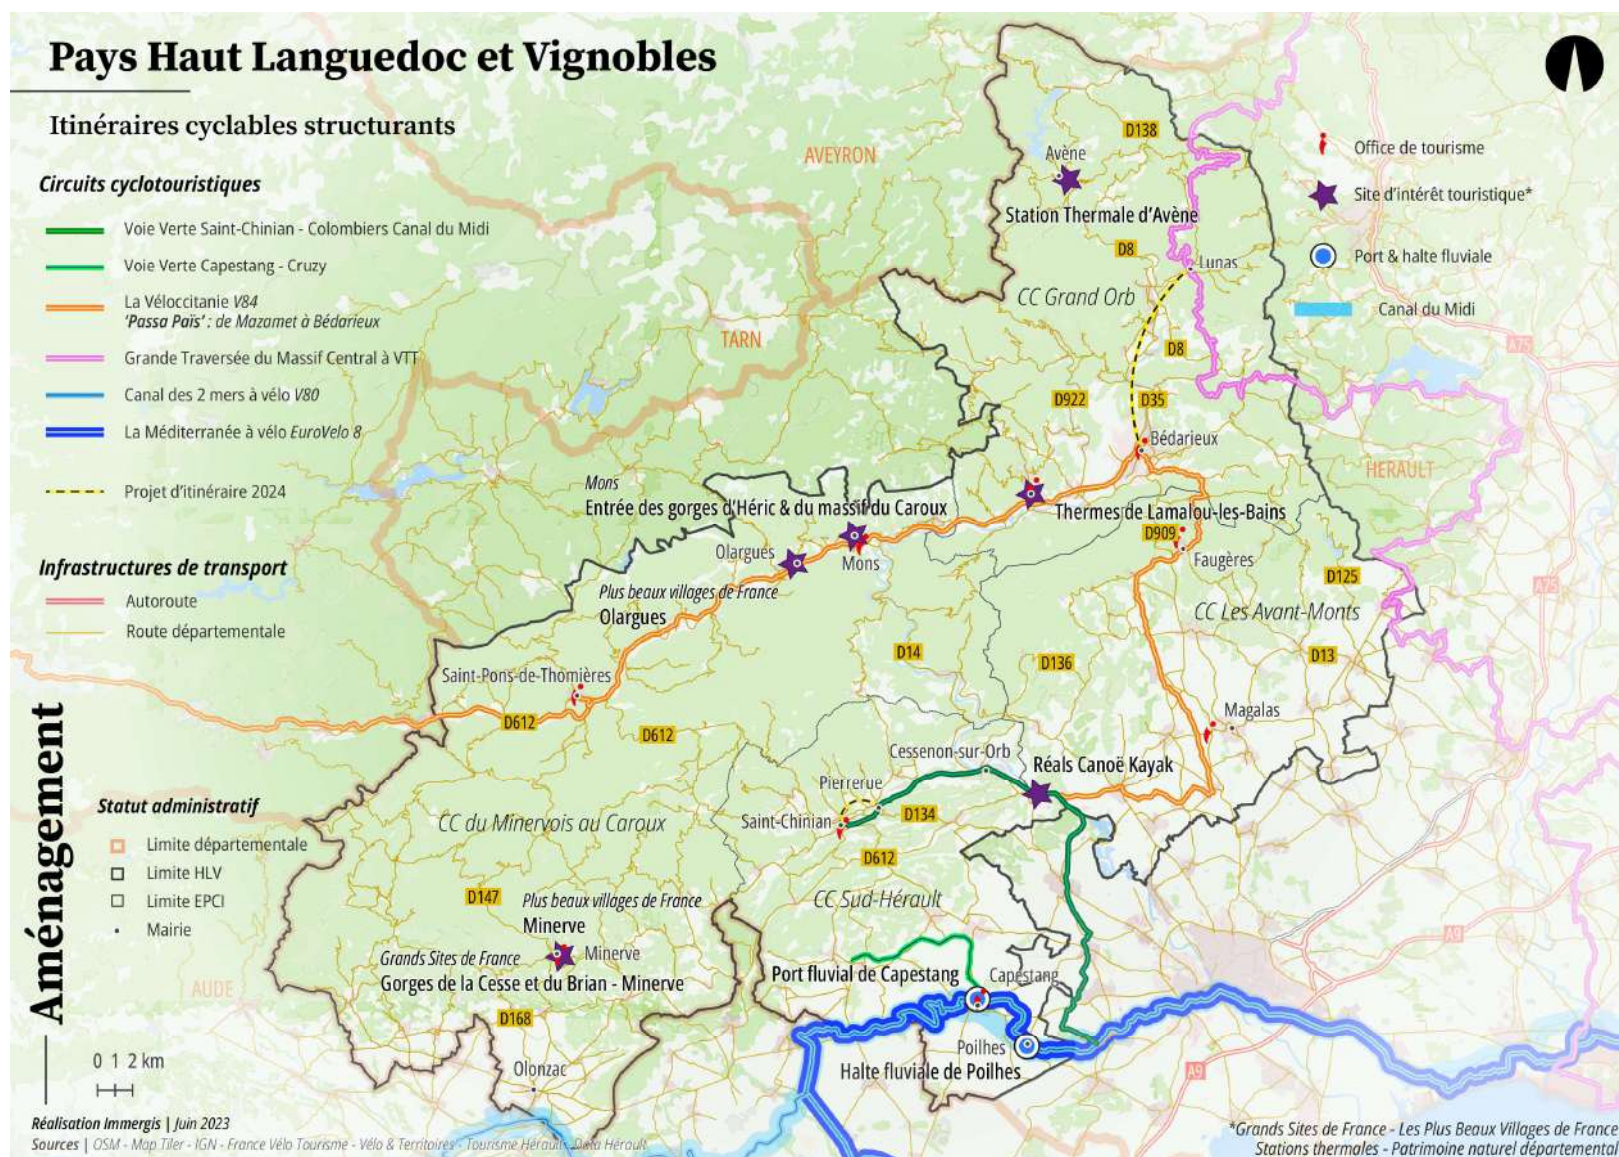 Pays Haut Languedoc et Vignobles
Itinéraires cyclables structurants
Circuits cyclotouristiques
Voie Verte Saint-Chinian - Colombiers Canal du Midi
Voie Verte Capestang - Cruzy
La Véloccitanie V84
'Passa Païs' : de Mazamet à Bédarieux
Grande Traversée du Massif Central à VTT
Canal des 2 mers à vélo V80
La Méditerranée à vélo EuroVelo 8
Projet d'itinéraire 2024
Infrastructures de transport
Autoroute
Route départementale
Aménagement
Statut administratif
Limite départementale
Limite HLV
Limite EPCI
Mairie
0 1 2 km
Réalisation Immergis | Juin 2023
Sources | OSM - Map Tiler - IGN - France Vélo Tourisme - Vélo & Territoires - Tourisme Hérault - Data Hérault
Office de tourisme
Site d'intérêt touristique*
Port & halte fluviale
Canal du Midi
AVEYRON
D138
Avène
Station Thermale d'Avène
D8
Lunas
CC Grand Orb
TARN
D8
A75
D922
D35
Bédarieux
HERAULT
Mons
Entrée des gorges d'Héric & du massif du Caroux
Thermes de Lamalou-les-Bains
D909
Olargues
Mons
Faugères
D125
A75
Plus beaux villages de France
Olargues
CC Les Avant-Monts
D14
D136
D13
Saint-Pons-de-Thomières
D612
D612
Magalas
Cessenon-sur-Orb
Réals Canoë Kayak
Pierrerue
Saint-Chinian
D134
CC du Minervois au Caroux
D612
D147
Plus beaux villages de France
Minerve
CC Sud-Hérault
Grands Sites de France
Minerve
Gorges de la Cesse et du Brian - Minerve
A9
Port fluvial de Capestang
Capestang
AUDE
D168
Poilhes
Halte fluviale de Poilhes
Olonzac
A9
*Grands Sites de France - Les Plus Beaux Villages de France
Stations thermales - Patrimoine naturel départemental